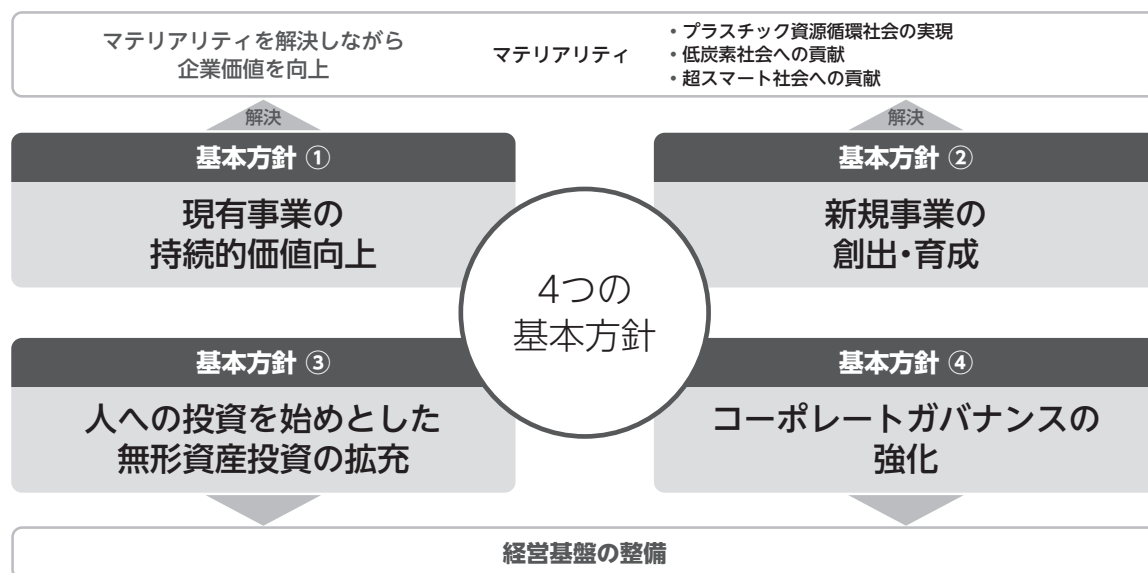 マテリアリティを解決しながら
企業価値を向上
マテリアリティ
• プラスチック資源循環社会の実現
• 低炭素社会への貢献
• 超スマート社会への貢献
解決
解決
基本方針 ①
現有事業の
持続的価値向上
基本方針 ②
新規事業の
創出・育成
4つの
基本方針
基本方針 ③
人への投資を始めとした
無形資産投資の拡充
基本方針 ④
コーポレートガバナンスの
強化
経営基盤の整備